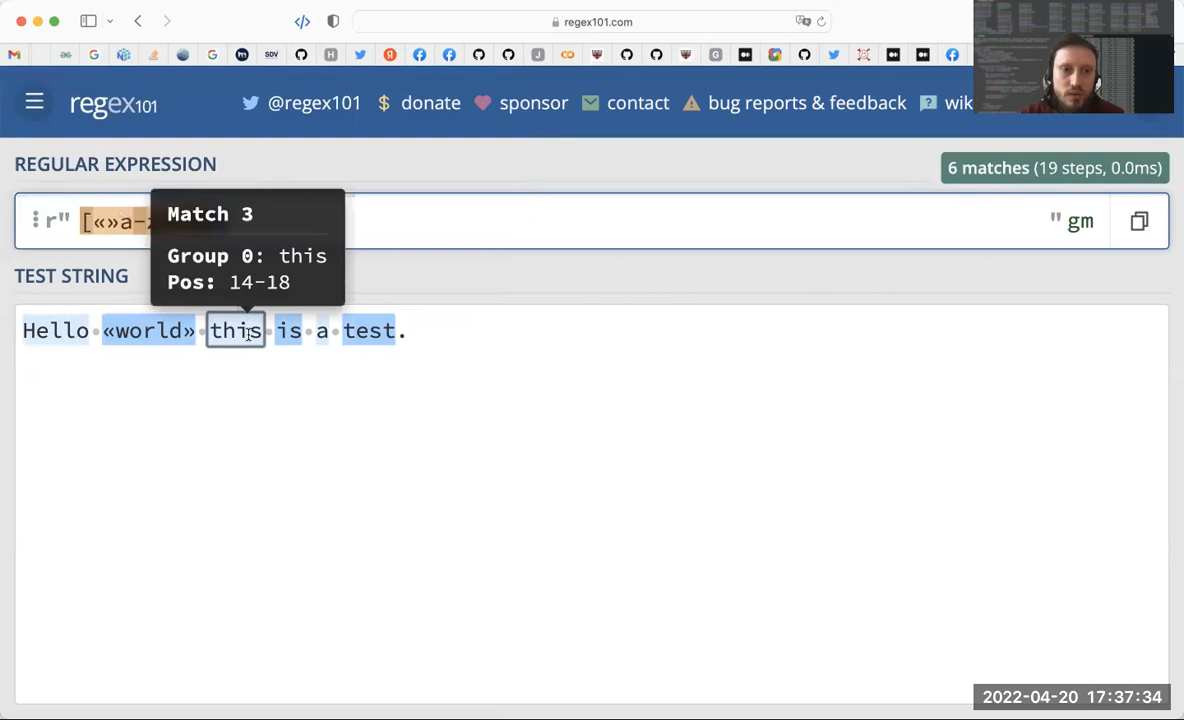 regex101.com
regex101
@regex101
$ donate
sponsor
contact
bug reports & feedback
wik
REGULAR EXPRESSION
6 matches (19 steps, 0.0ms)
r" [«»a-
" gm
Match 3
Group 0: this
Pos: 14-18
TEST STRING
Hello·«world»·this·is·a·test.
2022-04-20 17:37:34